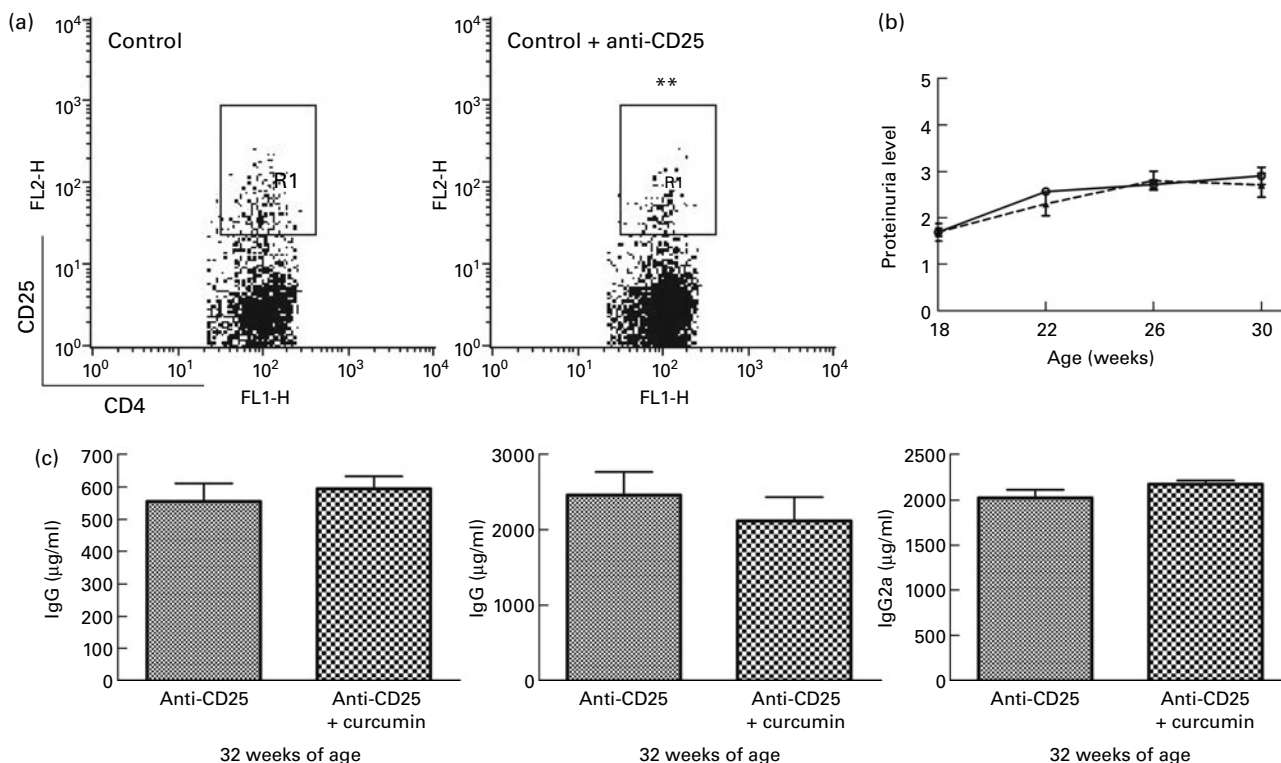 (a)
10⁴
10³
10²
10¹
10⁰
FL2-H
Control
R1
CD25
CD4
10⁰ 10¹ 10² 10³ 10⁴
FL1-H
10⁴
10³
10²
10¹
10⁰
FL2-H
Control + anti-CD25
**
R1
10⁰ 10¹ 10² 10³ 10⁴
FL1-H
(b)
5
4
3
2
1
0
Proteinuria level
18 22 26 30
Age (weeks)
(c)
700
600
500
600
300
200
100
0
IgG (µg/ml)
Anti-CD25
Anti-CD25
+ curcumin
32 weeks of age
3000
2000
1000
0
IgG (µg/ml)
Anti-CD25
Anti-CD25
+ curcumin
32 weeks of age
2500
2000
1500
1000
500
0
IgG2a (µg/ml)
Anti-CD25
Anti-CD25
+ curcumin
32 weeks of age